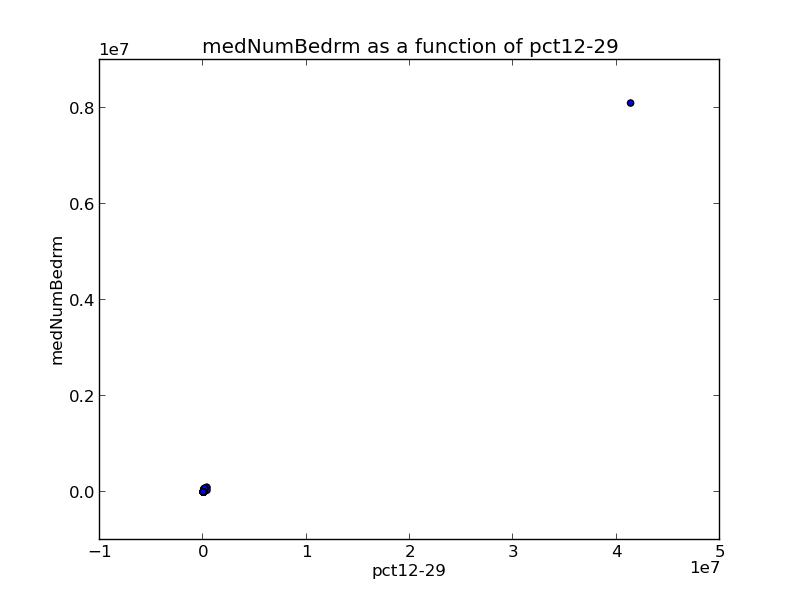 medNumBedrm as a function of pct12-29
1e7
0.8
0.6
0.4
0.2
0.0
medNumBedrm
−1
0
1
2
3
4
5
1e7
pct12-29